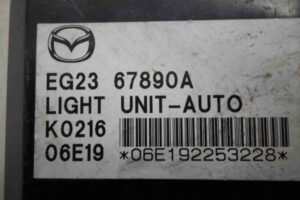 EG23 67890A
LIGHT UNIT-AUTO
K0216
06E19 *06E192253228*